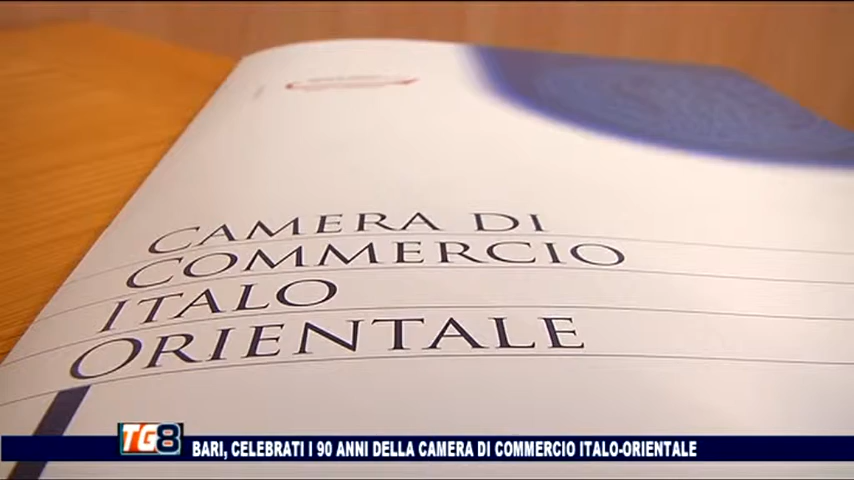 CAMERA DI
COMMERCIO
ITALO
ORIENTALE
TG8 BARI, CELEBRATI I 90 ANNI DELLA CAMERA DI COMMERCIO ITALO-ORIENTALE